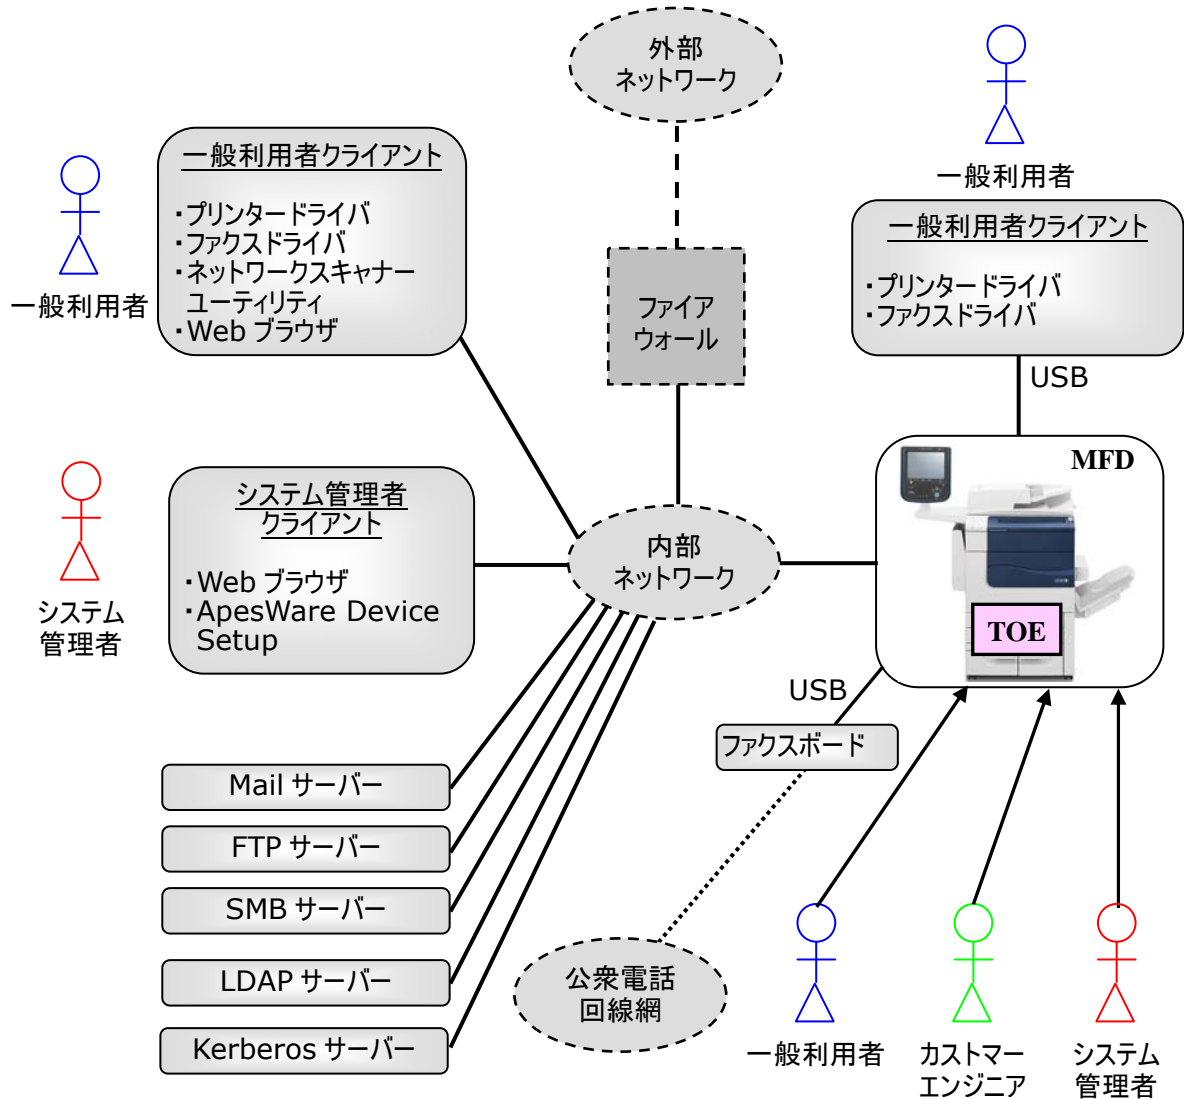 外部
ネットワーク
一般利用者
一般利用者クライアント
・プリンタードライバ
・ファクスドライバ
・ネットワークスキャナー
ユーティリティ
・Web ブラウザ
一般利用者
一般利用者クライアント
・プリンタードライバ
・ファクスドライバ
ファイア
ウォール
USB
MFD
TOE
システム管理者
クライアント
・Web ブラウザ
・ApesWare Device
Setup
システム
管理者
内部
ネットワーク
USB
ファクスボード
Mail サーバー
FTP サーバー
SMB サーバー
LDAP サーバー
Kerberos サーバー
公衆電話
回線網
一般利用者
カストマー
エンジニア
システム
管理者